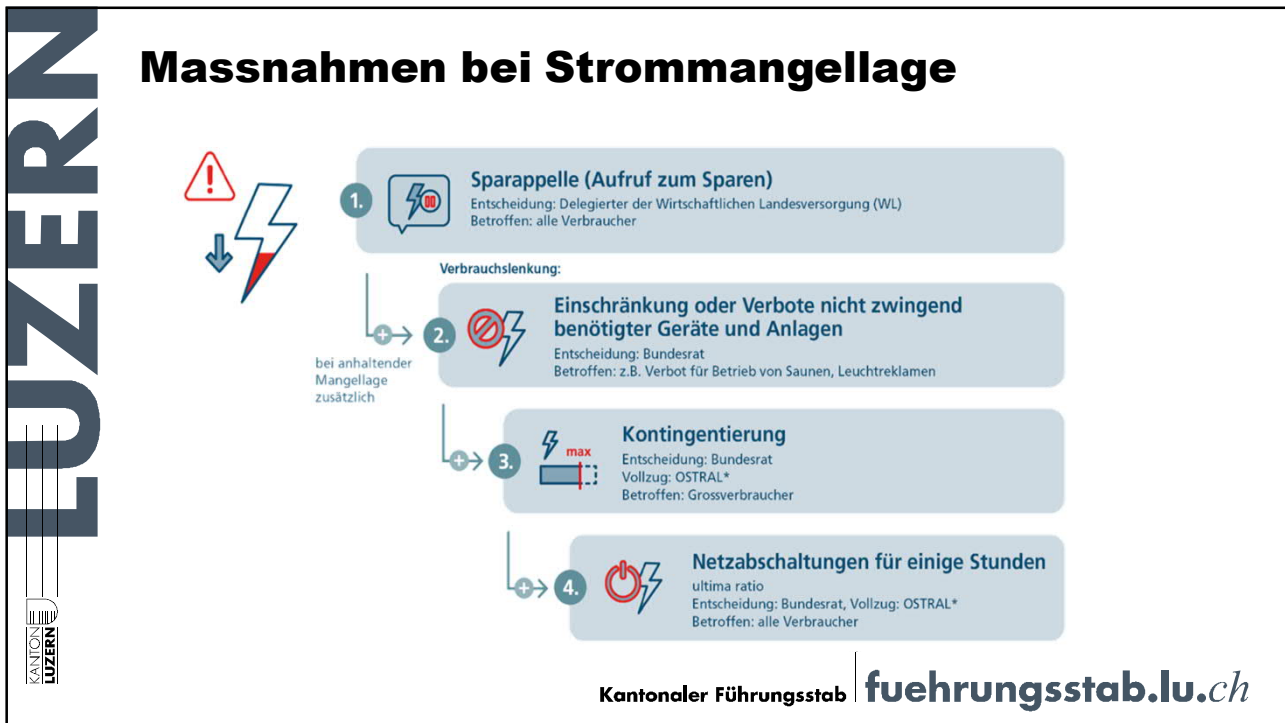 LUZERN
Massnahmen bei Strommangellage
1.
Sparappelle (Aufruf zum Sparen)
Entscheidung: Delegierter der Wirtschaftlichen Landesversorgung (WL)
Betroffen: alle Verbraucher
Verbrauchslenkung:
bei anhaltender
Mangellage
zusätzlich
2.
Einschränkung oder Verbote nicht zwingend
benötigter Geräte und Anlagen
Entscheidung: Bundesrat
Betroffen: z.B. Verbot für Betrieb von Saunen, Leuchtreklamen
3.
max
Kontingentierung
Entscheidung: Bundesrat
Vollzug: OSTRAL*
Betroffen: Grossverbraucher
4.
Netzabschaltungen für einige Stunden
ultima ratio
Entscheidung: Bundesrat, Vollzug: OSTRAL*
Betroffen: alle Verbraucher
KANTON
LUZERN
Kantonaler Führungsstab
fuehrungsstab.lu.ch